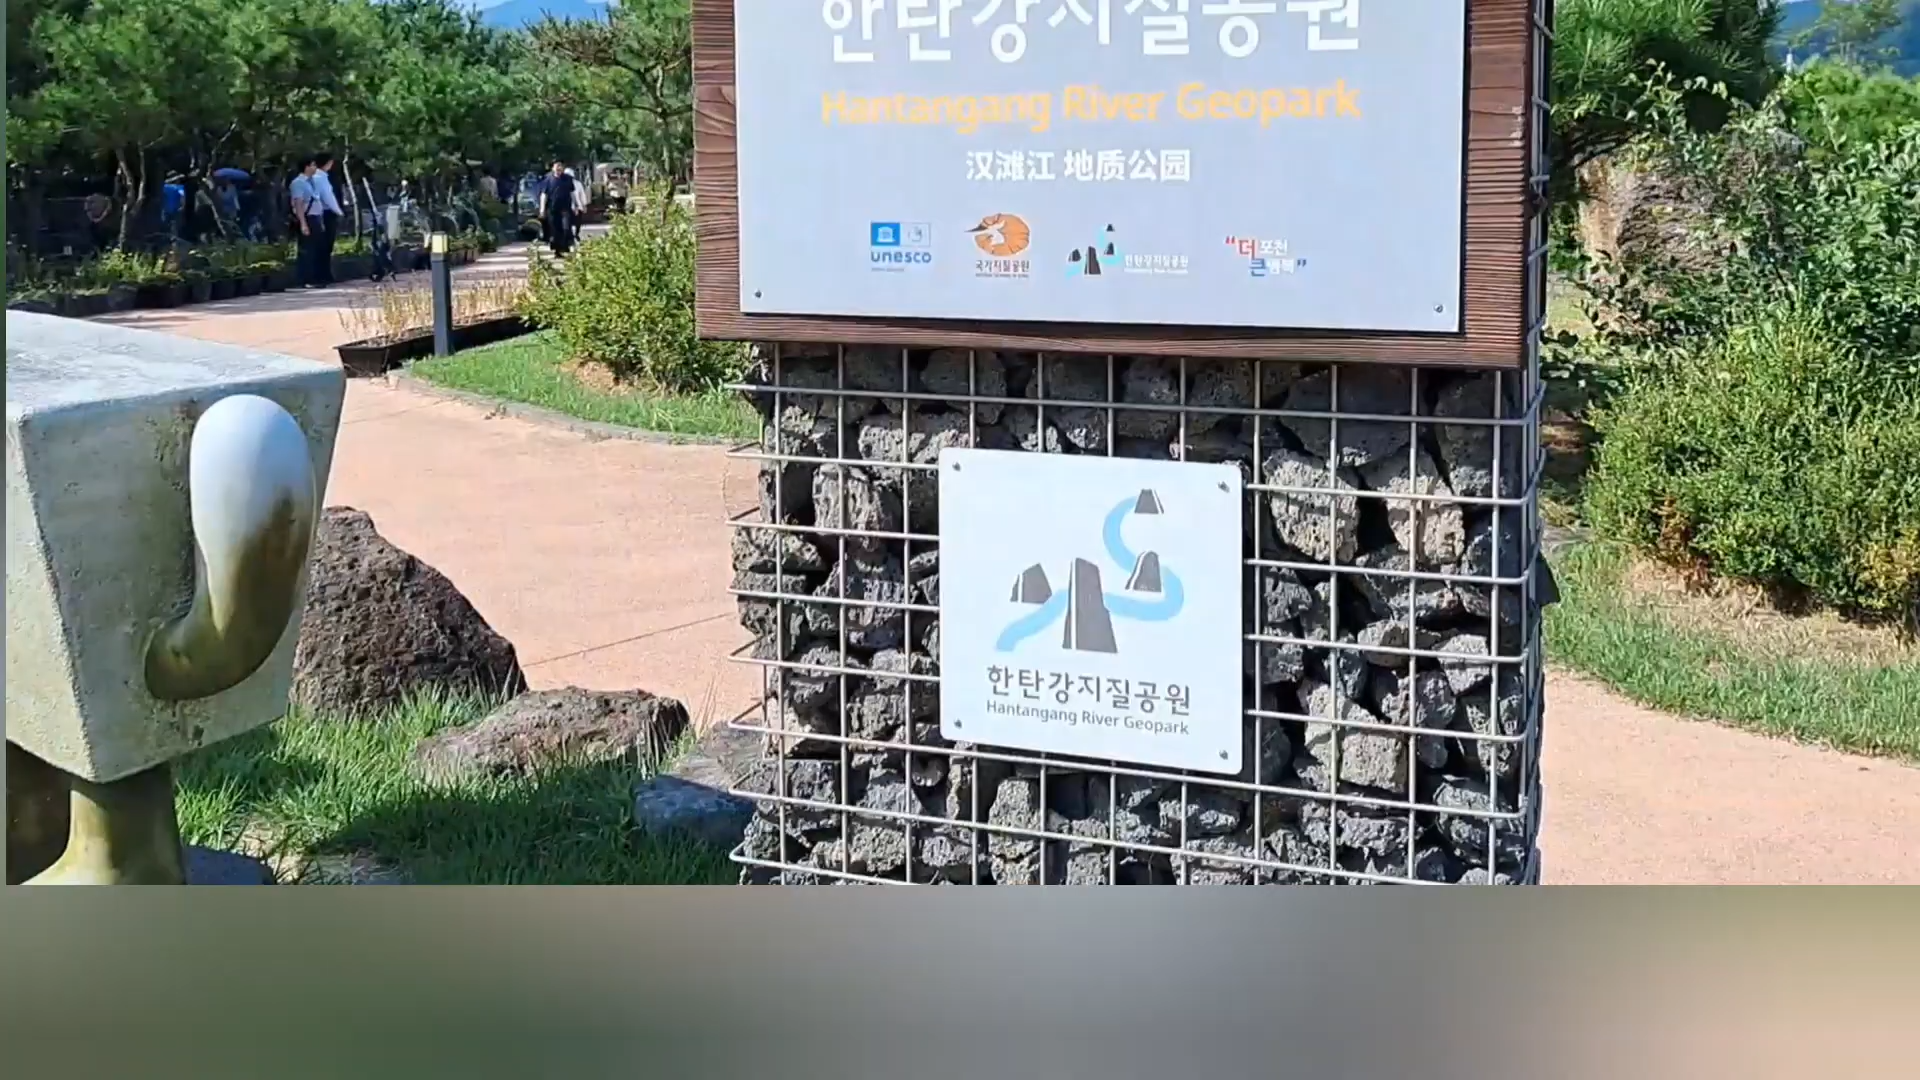 한탄강지질공원
Hantangang River Geopark
汉滩江 地质公园
unesco
국가지질공원
한탄강지질공원
"더 포천
큰 행복"
한탄강지질공원
Hantangang River Geopark